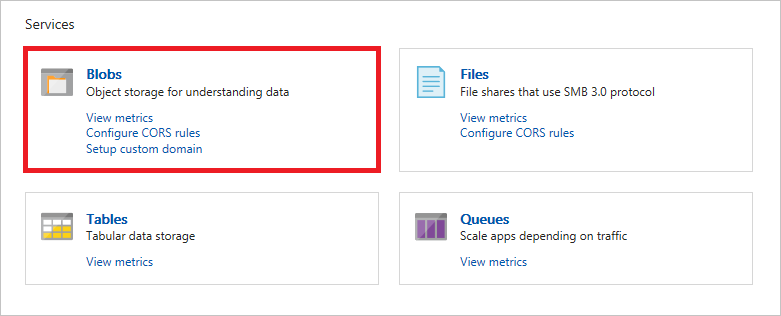 Services
Blobs
Object storage for understanding data
View metrics
Configure CORS rules
Setup custom domain
Files
File shares that use SMB 3.0 protocol
View metrics
Configure CORS rules
Tables
Tabular data storage
View metrics
Queues
Scale apps depending on traffic
View metrics